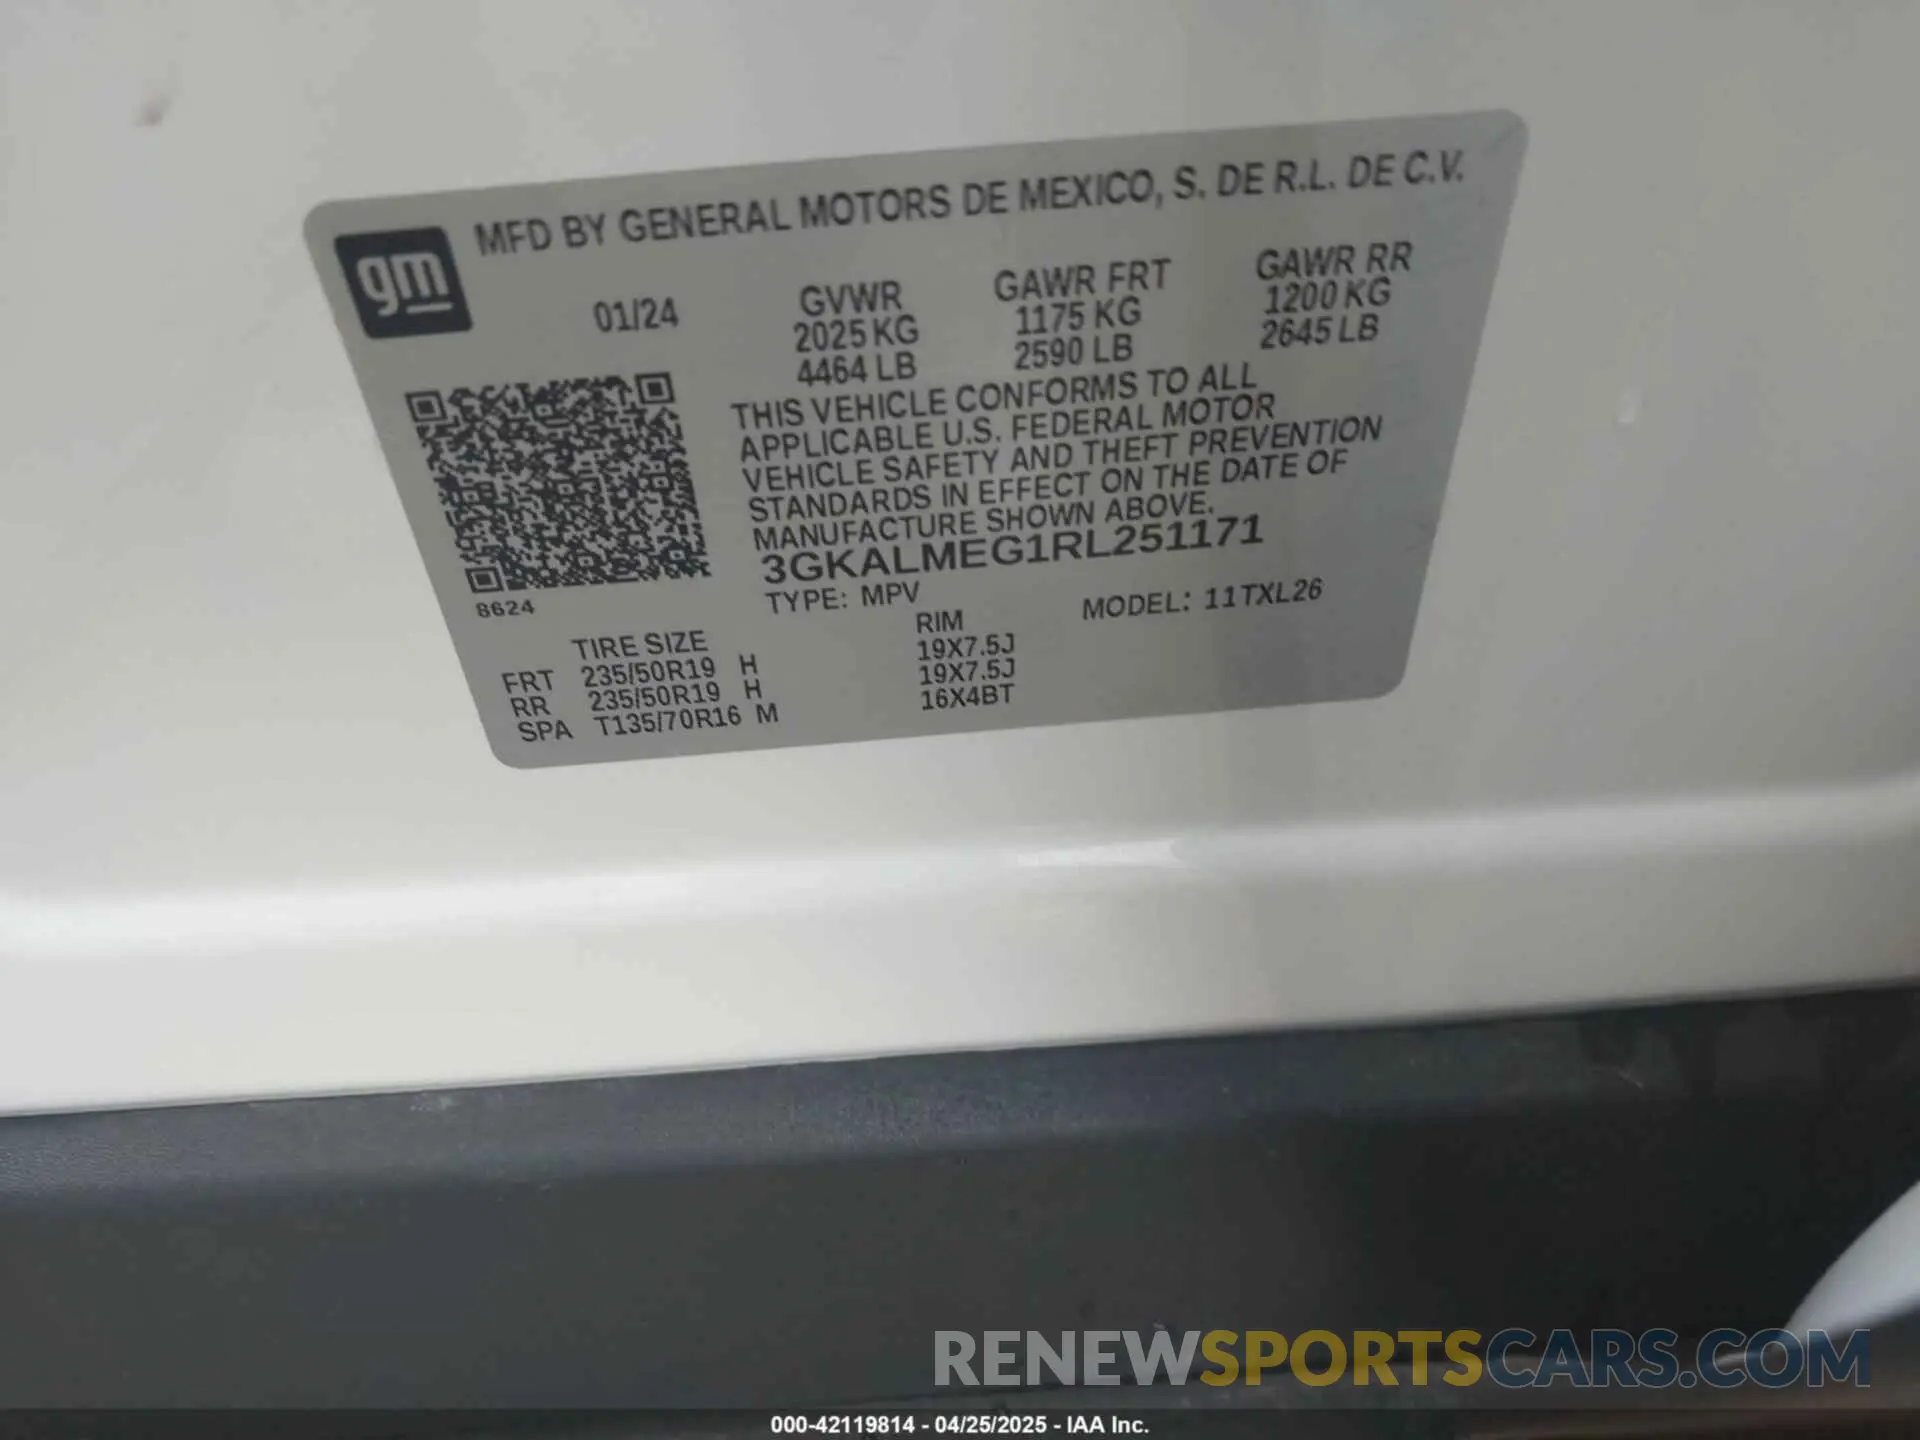 gm
MFD BY GENERAL MOTORS DE MEXICO, S. DE R.L. DE C.V.
01/24 GVWR GAWR FRT GAWR RR
2025 KG 1175 KG 1200 KG
4464 LB 2590 LB 2645 LB
THIS VEHICLE CONFORMS TO ALL
APPLICABLE U.S. FEDERAL MOTOR
VEHICLE SAFETY AND THEFT PREVENTION
STANDARDS IN EFFECT ON THE DATE OF
MANUFACTURE SHOWN ABOVE.
3GKALMEG1RL251171
8624
TYPE: MPV MODEL: 11TXL26
TIRE SIZE RIM
FRT 235/50R19 H 19X7.5J
RR 235/50R19 H 19X7.5J
SPA T135/70R16 M 16X4BT
RENEWSPORTSCARS.COM
000-42119814 - 04/25/2025 - IAA Inc.